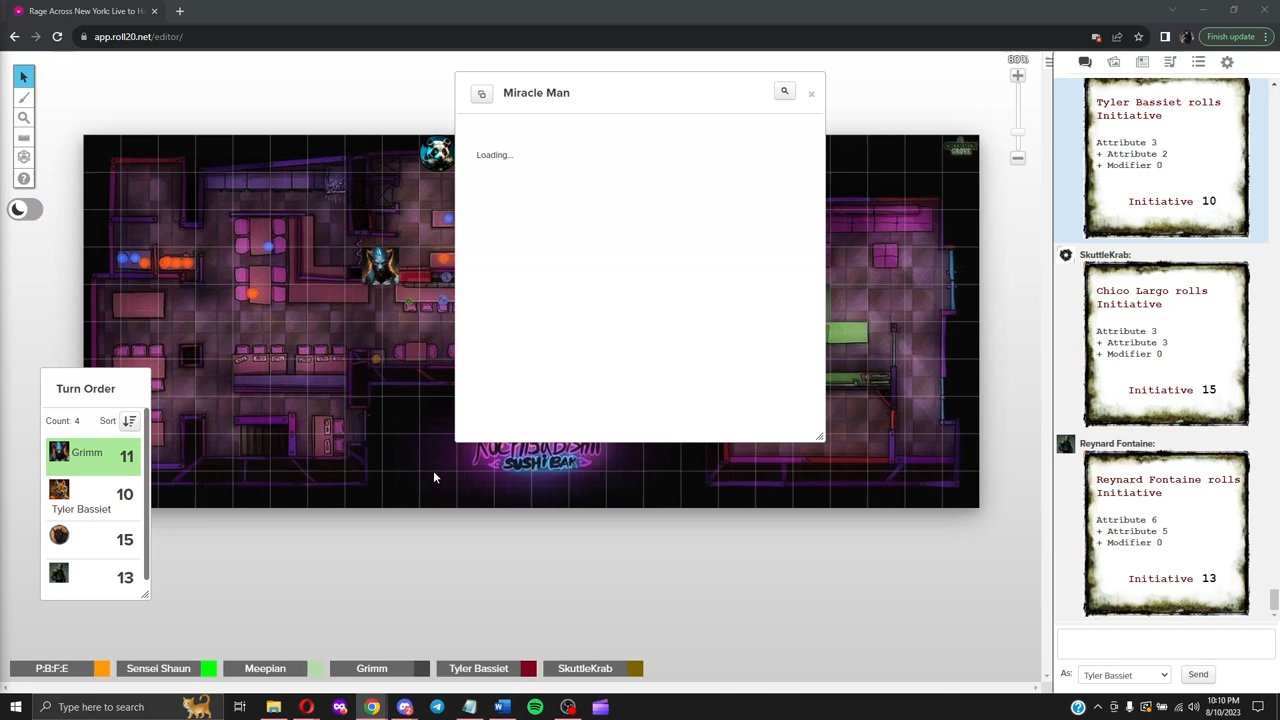 Rage Across New York: Live to Ha
app.roll20.net/editor/
Finish update
80%
Miracle Man
Loading...
SUSHI BAR
Turn Order
Count: 4
Sort
Grimm
11
10
Tyler Bassiet
15
13
P:B:F:E
Sensei Shaun
Meepian
Grimm
Tyler Bassiet
SkuttleKrab
Tyler Bassiet rolls
Initiative
Attribute 3
+ Attribute 2
+ Modifier 0
Initiative 10
SkuttleKrab:
Chico Largo rolls
Initiative
Attribute 3
+ Attribute 3
+ Modifier 0
Initiative 15
Reynard Fontaine:
Reynard Fontaine rolls
Initiative
Attribute 6
+ Attribute 5
+ Modifier 0
Initiative 13
As:
Tyler Bassiet
Send
Type here to search
10:10 PM
8/10/2023